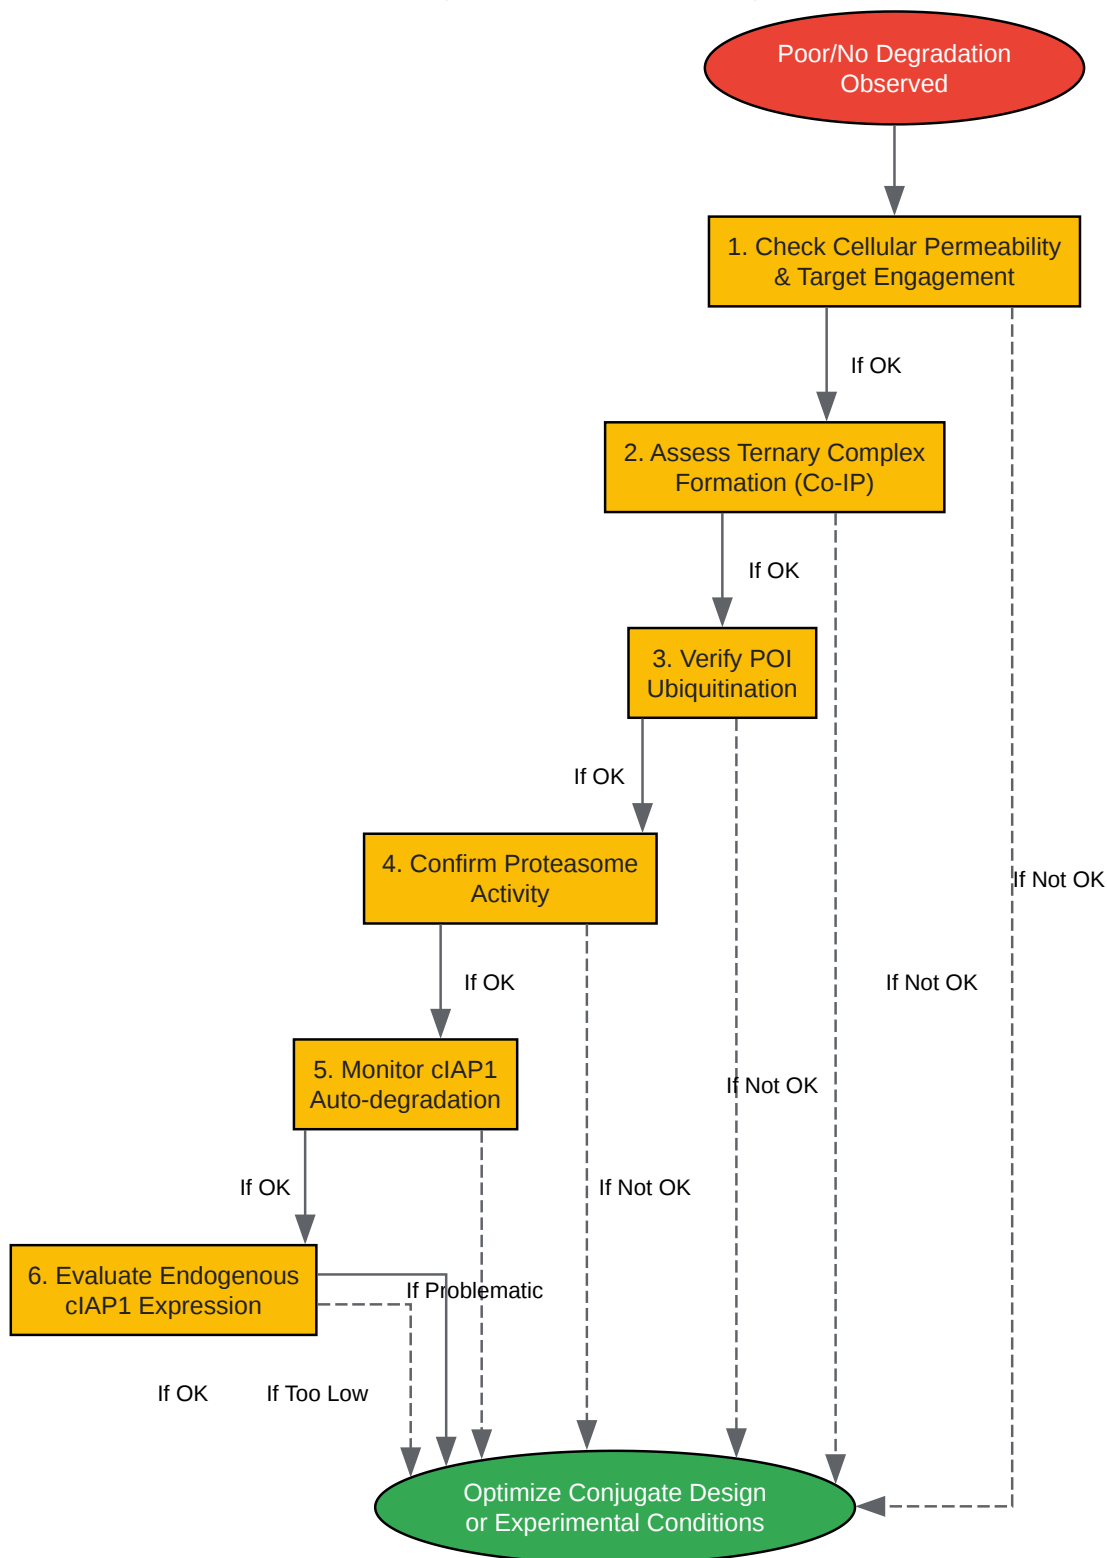 Poor/No Degradation
Observed
1. Check Cellular Permeability
& Target Engagement
If OK
2. Assess Ternary Complex
Formation (Co-IP)
If OK
3. Verify POI
Ubiquitination
If OK
4. Confirm Proteasome
Activity
If Not OK
If OK
If Not OK
5. Monitor cIAP1
Auto-degradation
If Not OK
If OK
If Not OK
6. Evaluate Endogenous
cIAP1 Expression
If Problematic
If OK
If Too Low
Optimize Conjugate Design
or Experimental Conditions